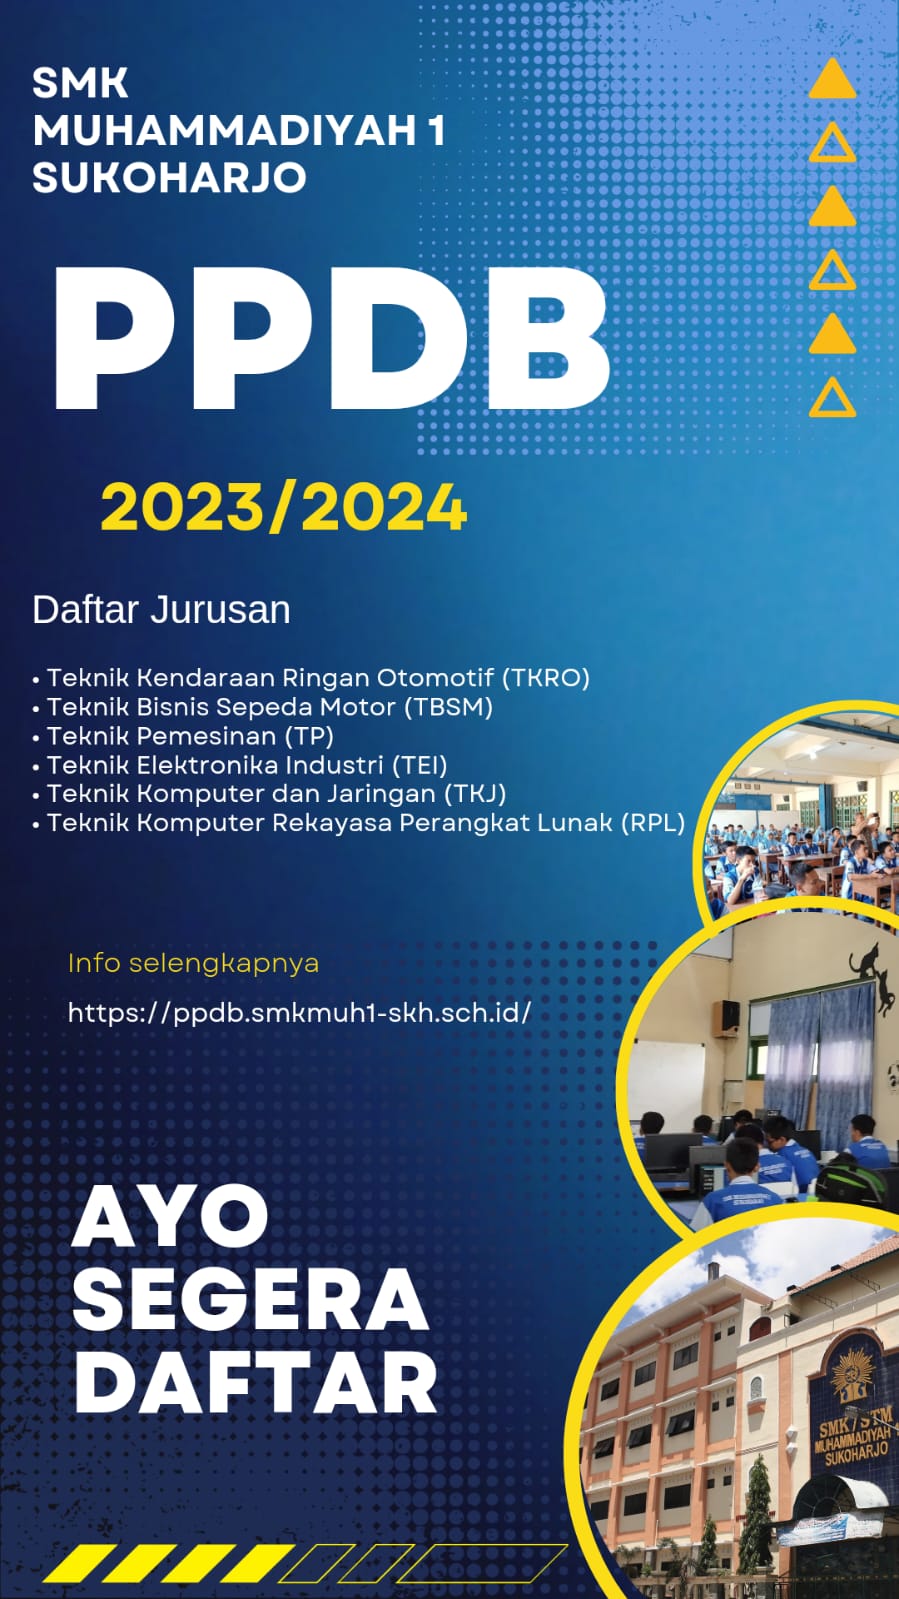 SMK
MUHAMMADIYAH 1
SUKOHARJO
PPDB
2023/2024
Daftar Jurusan
• Teknik Kendaraan Ringan Otomotif (TKRO)
• Teknik Bisnis Sepeda Motor (TBSM)
• Teknik Pemesinan (TP)
• Teknik Elektronika Industri (TEI)
• Teknik Komputer dan Jaringan (TKJ)
• Teknik Komputer Rekayasa Perangkat Lunak (RPL)
Info selengkapnya
https://ppdb.smkmuh1-skh.sch.id/
AYO
SEGERA
DAFTAR
SMK/STM
MUHAMMADIYAH
SUKOHARJO